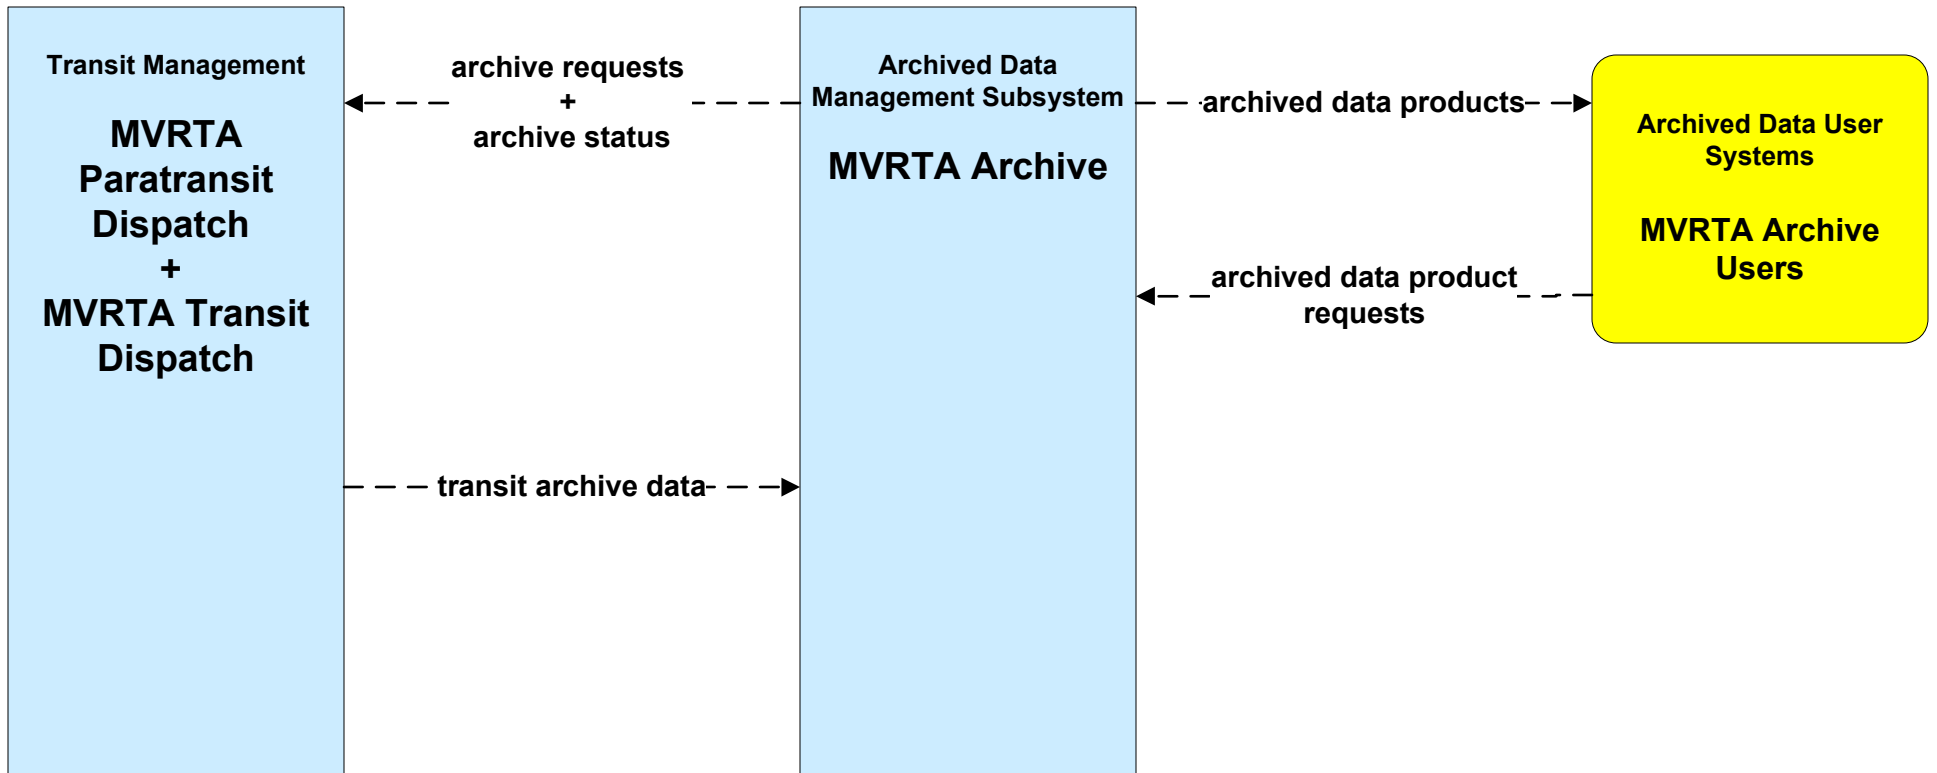 Transit Management
MVRTA
Paratransit
Dispatch
+
MVRTA Transit
Dispatch
archive requests
+
archive status
transit archive data
Archived Data
Management Subsystem
MVRTA Archive
archived data products
archived data product
requests
Archived Data User
Systems
MVRTA Archive
Users